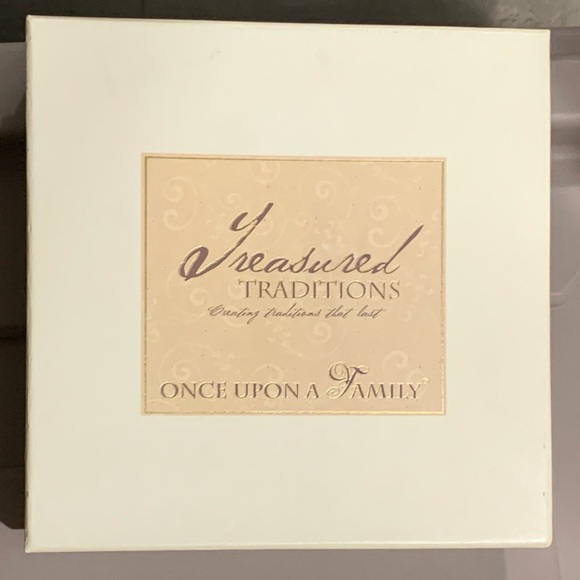 Treasured
TRADITIONS
Creating traditions that last
ONCE UPON A FAMILY